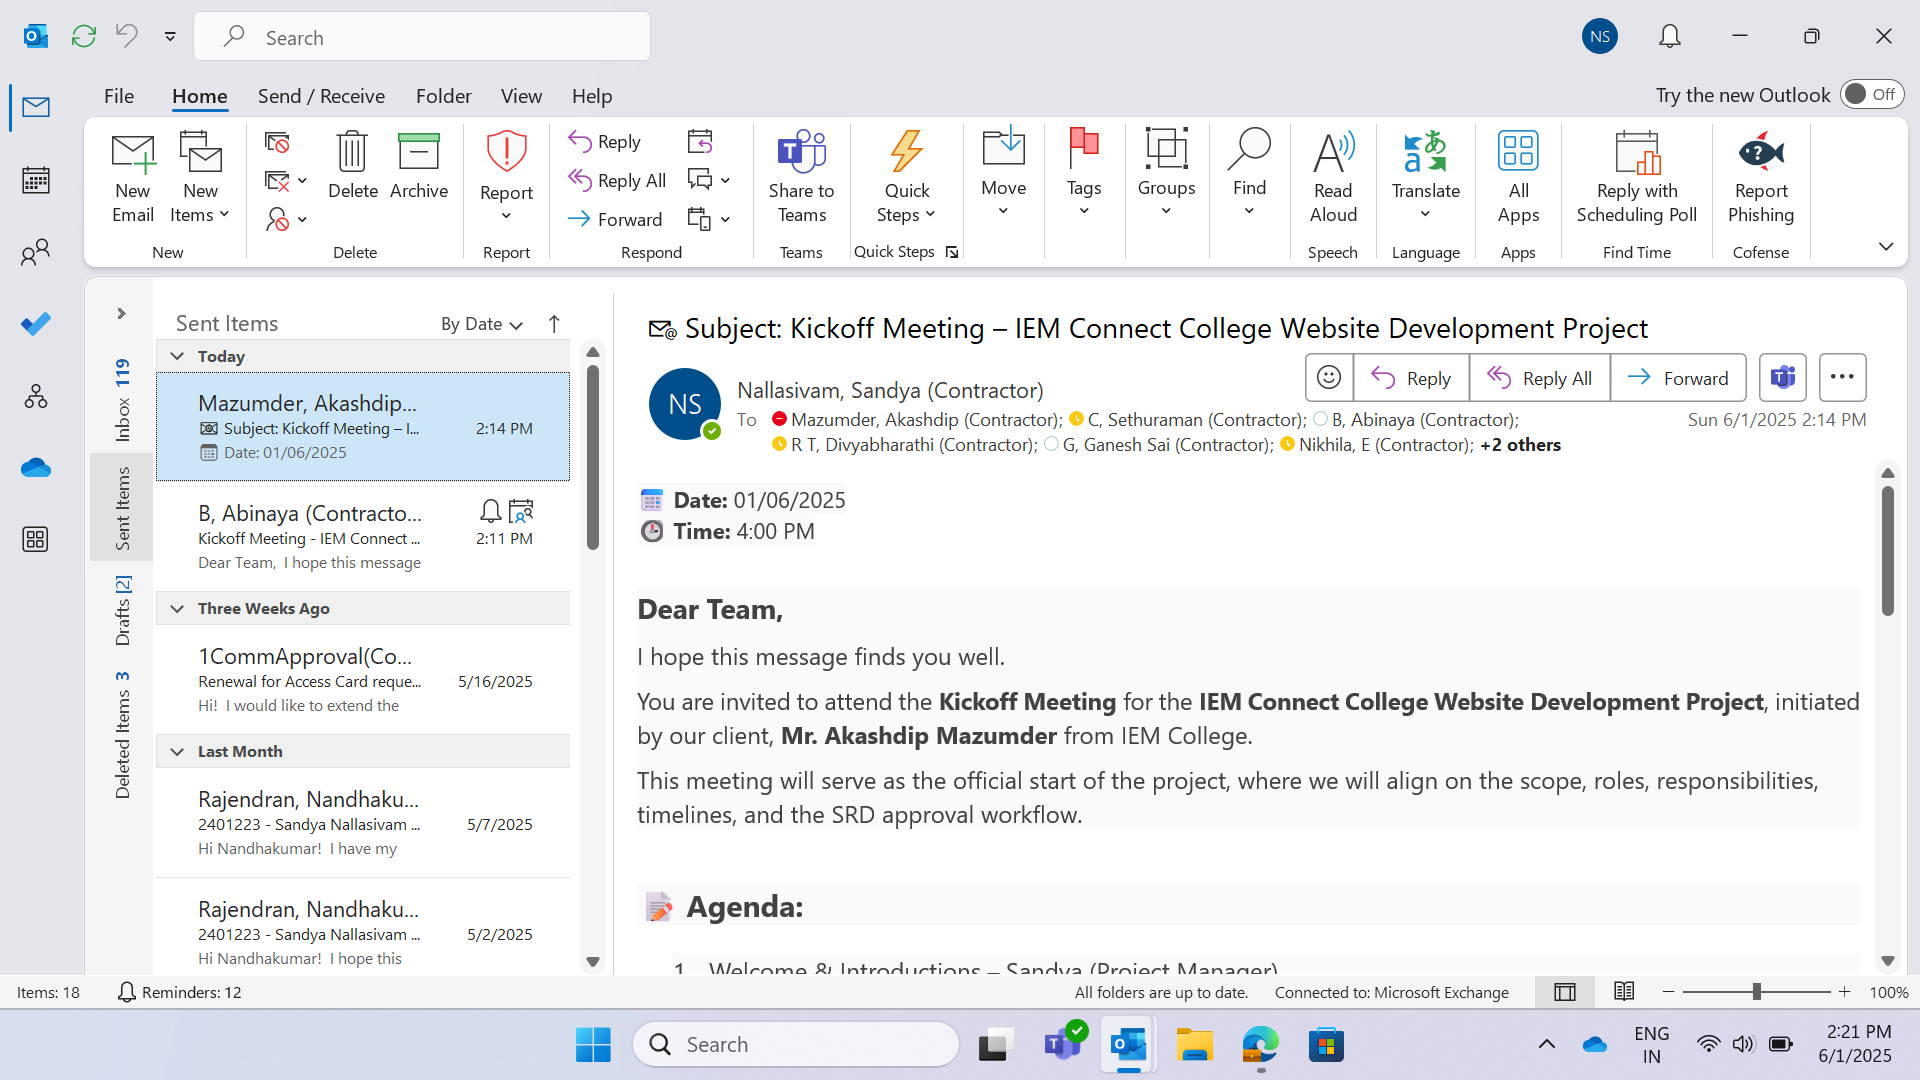 Search
NS
File Home Send / Receive Folder View Help
Try the new Outlook Off
New Email
New Items
New
Delete
Archive
Delete
Report
Report
Reply
Reply All
Forward
Respond
Share to Teams
Teams
Quick Steps
Quick Steps
Move
Tags
Groups
Find
Read Aloud
Speech
Translate
Language
All Apps
Apps
Reply with Scheduling Poll
Find Time
Report Phishing
Cofense
Inbox 119
Sent Items
Drafts [2]
Deleted Items 3
Sent Items
By Date
Today
Mazumder, Akashdip...
Subject: Kickoff Meeting – I... 2:14 PM
Date: 01/06/2025
B, Abinaya (Contracto...
Kickoff Meeting - IEM Connect ... 2:11 PM
Dear Team, I hope this message
Three Weeks Ago
1CommApproval(Co...
Renewal for Access Card reque... 5/16/2025
Hi! I would like to extend the
Last Month
Rajendran, Nandhaku...
2401223 - Sandya Nallasivam ... 5/7/2025
Hi Nandhakumar! I have my
Rajendran, Nandhaku...
2401223 - Sandya Nallasivam ... 5/2/2025
Hi Nandhakumar! I hope this
Subject: Kickoff Meeting – IEM Connect College Website Development Project
NS
Nallasivam, Sandya (Contractor)
Reply
Reply All
Forward
To Mazumder, Akashdip (Contractor); C, Sethuraman (Contractor); B, Abinaya (Contractor);
R T, Divyabharathi (Contractor); G, Ganesh Sai (Contractor); Nikhila, E (Contractor); +2 others
Sun 6/1/2025 2:14 PM
Date: 01/06/2025
Time: 4:00 PM
Dear Team,
I hope this message finds you well.
You are invited to attend the Kickoff Meeting for the IEM Connect College Website Development Project, initiated
by our client, Mr. Akashdip Mazumder from IEM College.
This meeting will serve as the official start of the project, where we will align on the scope, roles, responsibilities,
timelines, and the SRD approval workflow.
Agenda:
1. Welcome & Introductions – Sandya (Project Manager)
Items: 18 Reminders: 12
All folders are up to date. Connected to: Microsoft Exchange 100%
Search
ENG
IN
2:21 PM
6/1/2025